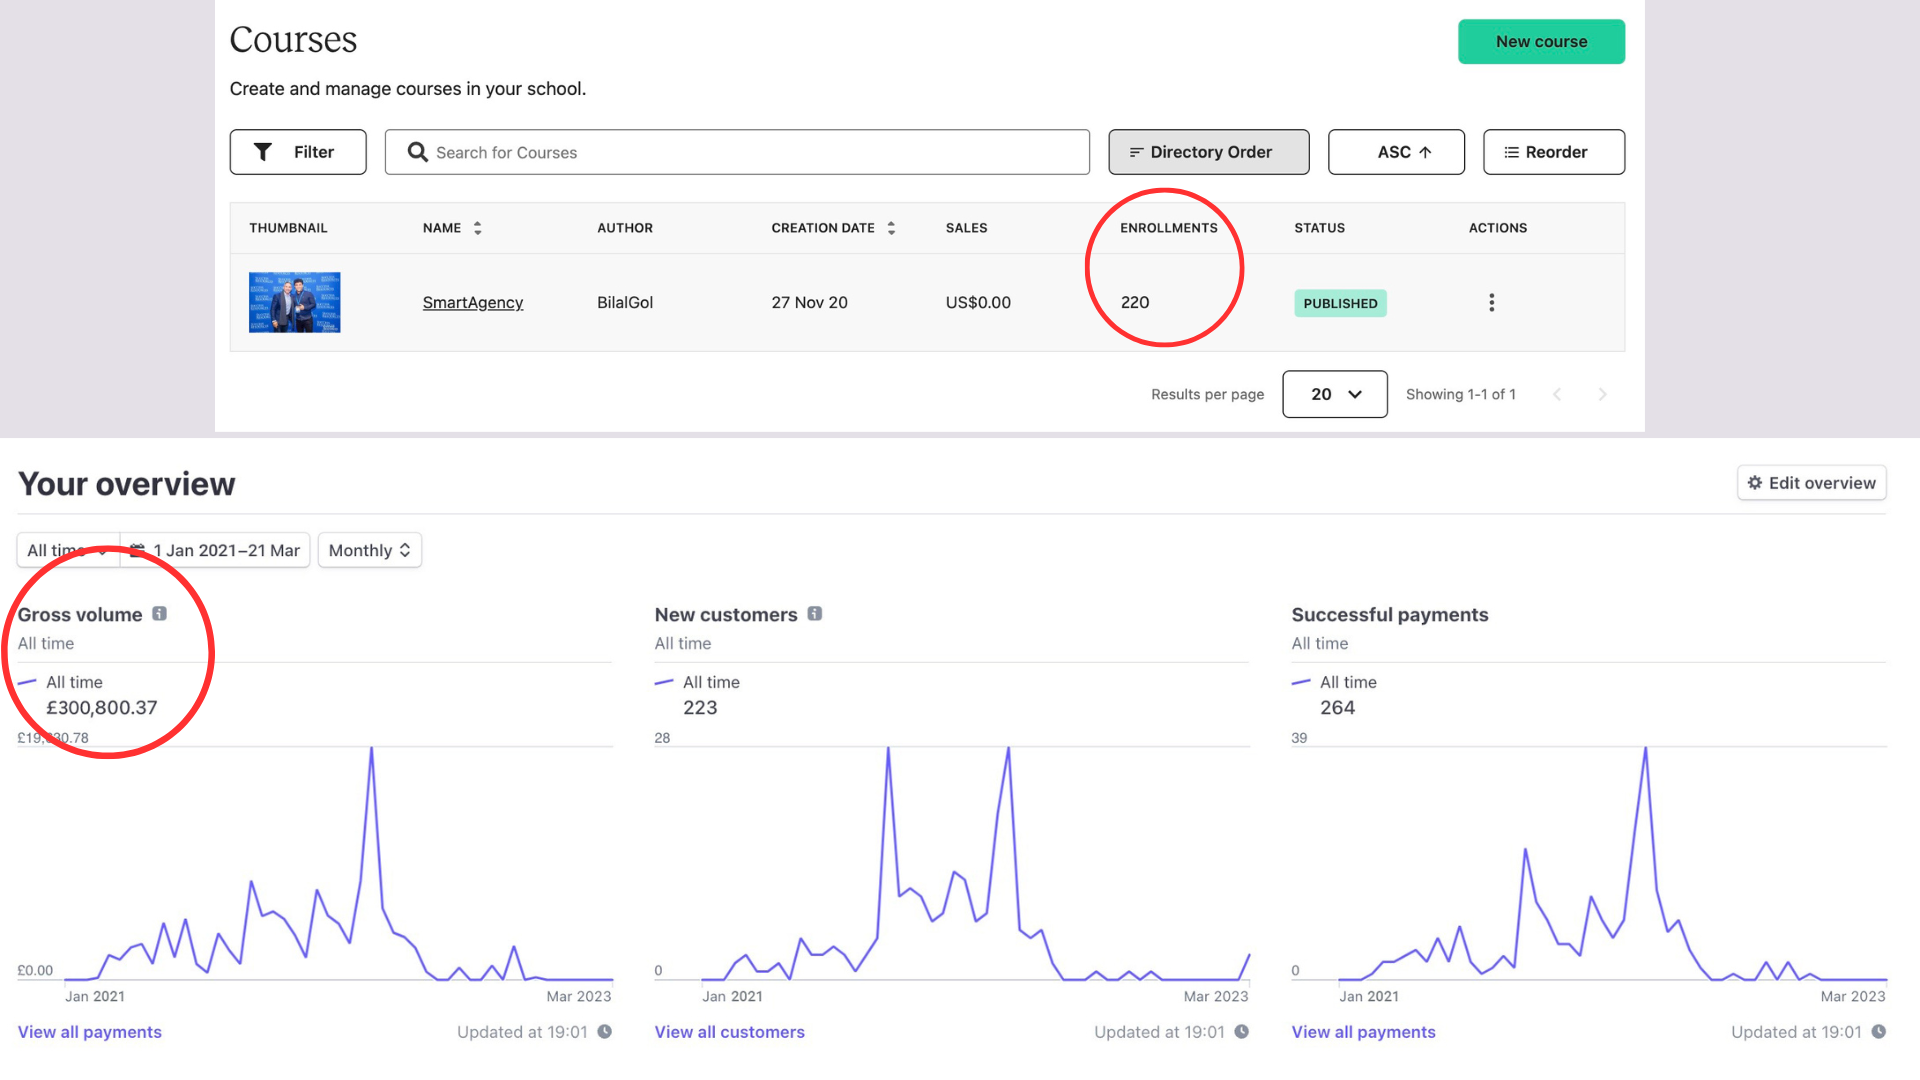 Courses
New course
Create and manage courses in your school.
Filter
Search for Courses
Directory Order
ASC ↑
Reorder
THUMBNAIL NAME AUTHOR CREATION DATE SALES ENROLLMENTS STATUS ACTIONS
SmartAgency BilalGol 27 Nov 20 US$0.00 220 PUBLISHED
Results per page 20 Showing 1-1 of 1
Your overview
Edit overview
All time 1 Jan 2021–21 Mar Monthly
Gross volume
All time
All time
£300,800.37
£0.00
Jan 2021 Mar 2023
View all payments Updated at 19:01
New customers
All time
All time
223
28
0
Jan 2021 Mar 2023
View all customers Updated at 19:01
Successful payments
All time
All time
264
39
0
Jan 2021 Mar 2023
View all payments Updated at 19:01